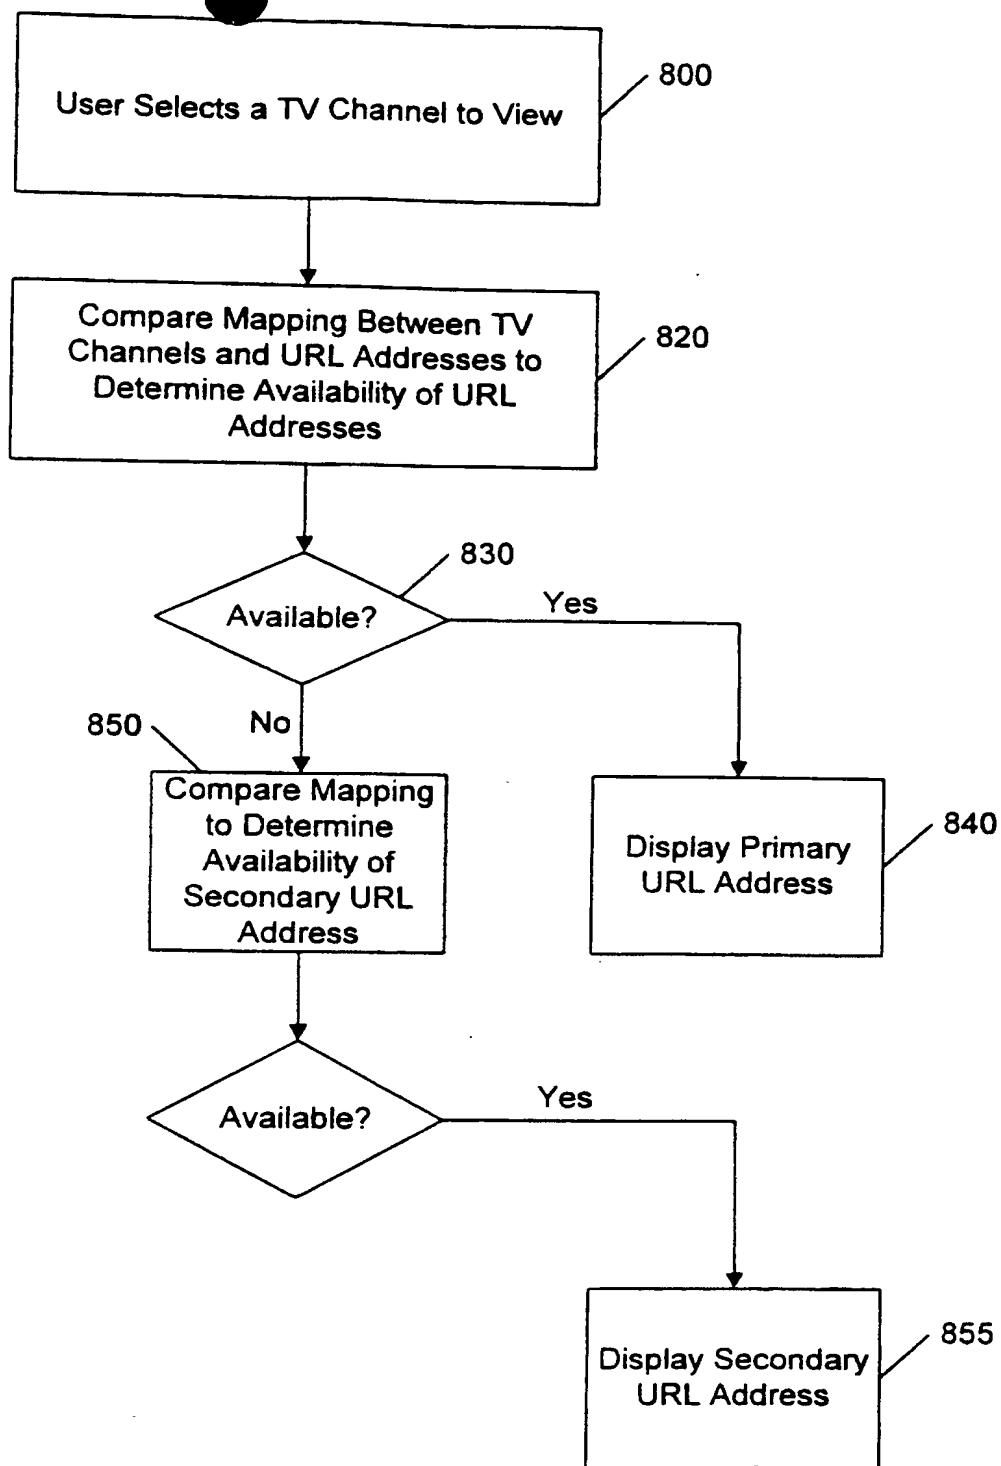 User Selects a TV Channel to View
800
Compare Mapping Between TV
Channels and URL Addresses to
Determine Availability of URL
Addresses
820
830
Available?
Yes
No
850
Compare Mapping
to Determine
Availability of
Secondary URL
Address
Display Primary
URL Address
840
Available?
Yes
Display Secondary
URL Address
855